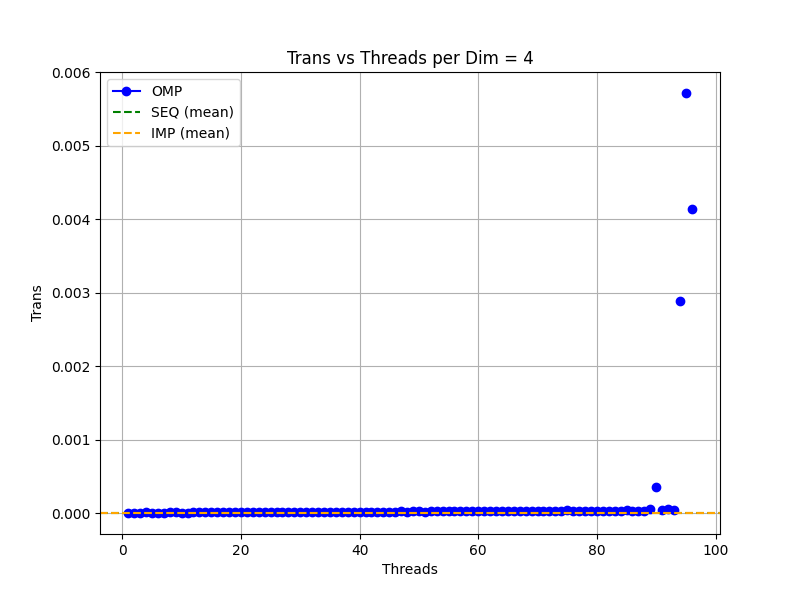 Trans vs Threads per Dim = 4
OMP
SEQ (mean)
IMP (mean)
0.006
0.005
0.004
0.003
0.002
0.001
0.000
Trans
0 20 40 60 80 100
Threads